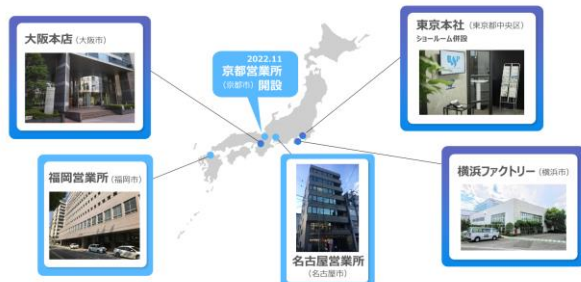 大阪本店 (大阪市)
2022.11
京都営業所
(京都市) 開設
東京本社 (東京都中央区)
ショールーム併設
福岡営業所 (福岡市)
名古屋営業所
(名古屋市)
横浜ファクトリー (横浜市)